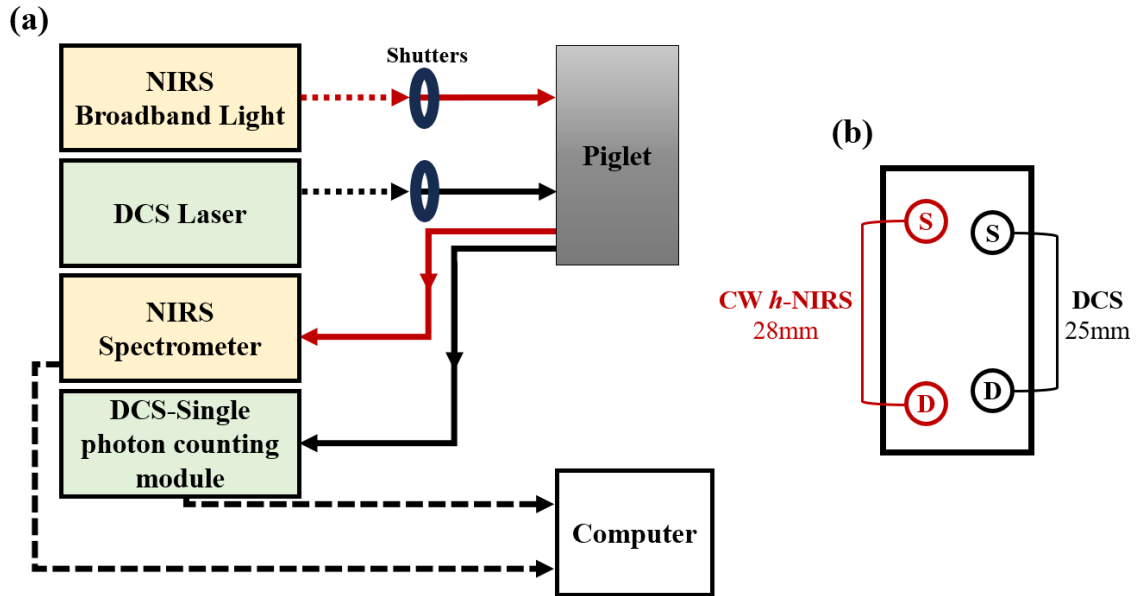 (a)
NIRS
Broadband Light
Shutters
Piglet
DCS Laser
NIRS
Spectrometer
DCS-Single
photon counting
module
Computer
(b)
S
S
CW h-NIRS
28mm
DCS
25mm
D
D